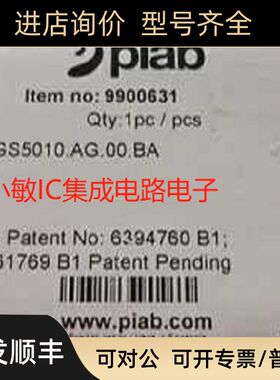 进店询价 型号齐全!
piab
Item no: 9900631
Qty:1pc / pcs
GS5010.AG.00.BA
小敏IC集成电路电子
Patent No: 6394760 B1;
61769 B1 Patent Pending
www.piab.com
发顺丰
可对公 可开专票/普票